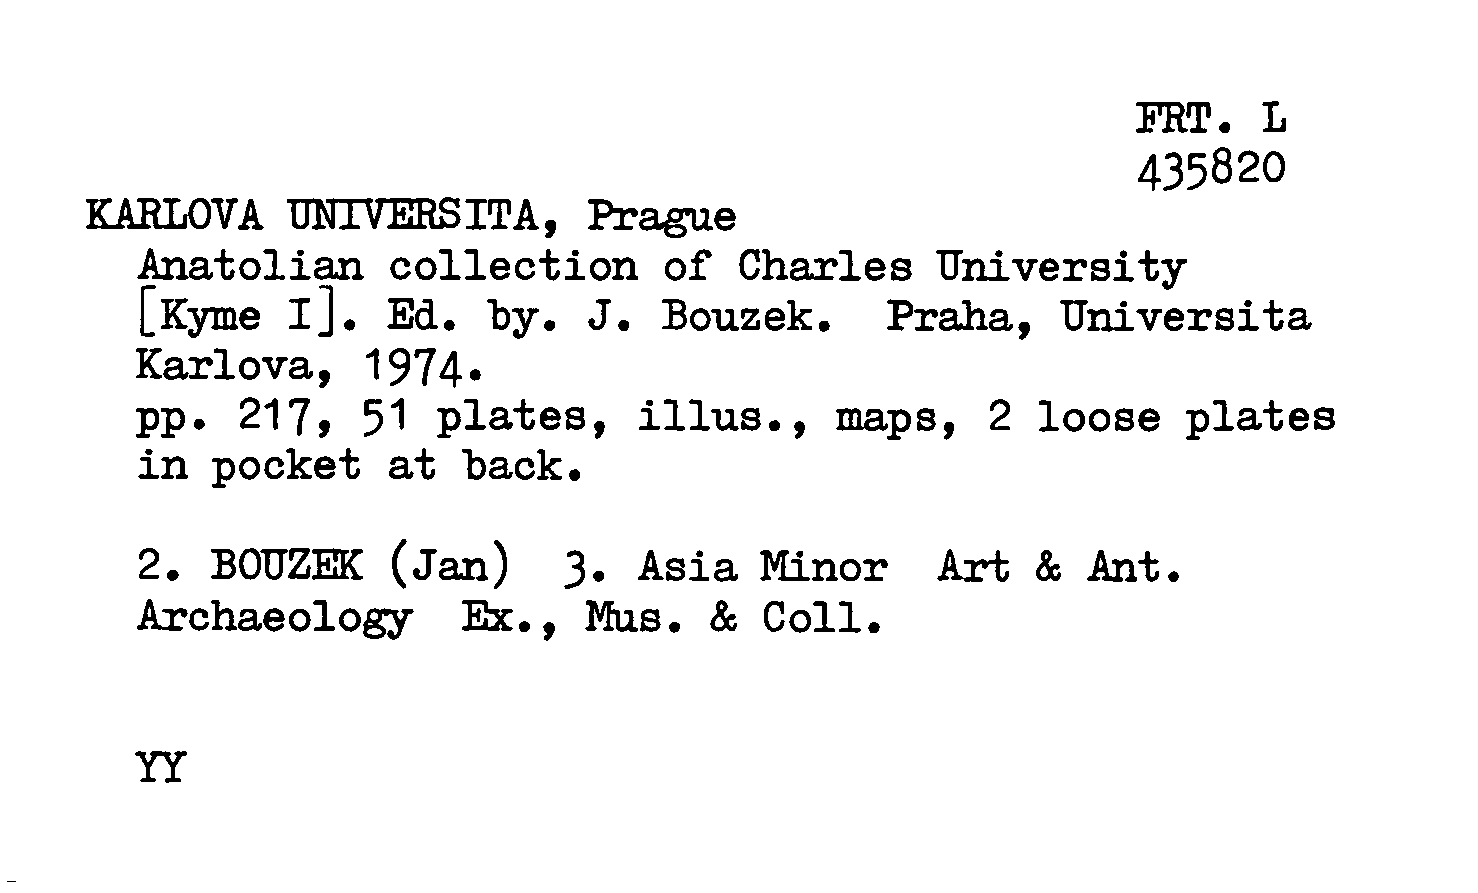 FRT. L
435820
KARLOVA UNIVERSITA, Prague
Anatolian collection of Charles University
[Kyme I]. Ed. by. J. Bouzek. Praha, Universita
Karlova, 1974.
pp. 217, 51 plates, illus., maps, 2 loose plates
in pocket at back.
2. BOUZEK (Jan) 3. Asia Minor Art & Ant.
Archaeology Ex., Mus. & Coll.
YY